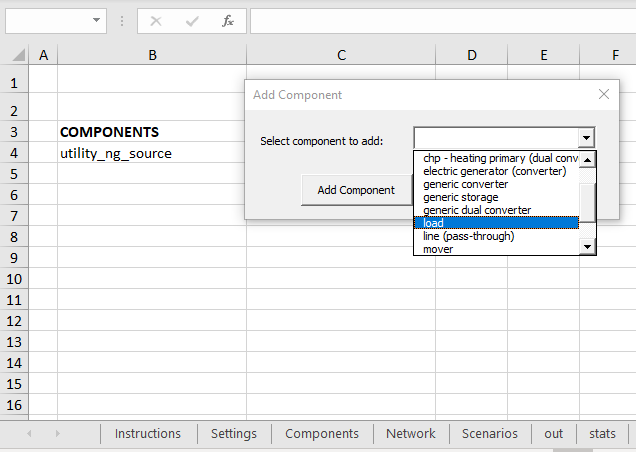 fx
A B C D E F
1
Add Component
2
3 COMPONENTS
Select component to add:
4 utility_ng_source
chp - heating primary (dual conv
5
electric generator (converter)
generic converter
Add Component
6
generic storage
generic dual converter
7
load
8
line (pass-through)
mover
9
10
11
12
13
14
15
16
Instructions Settings Components Network Scenarios out stats